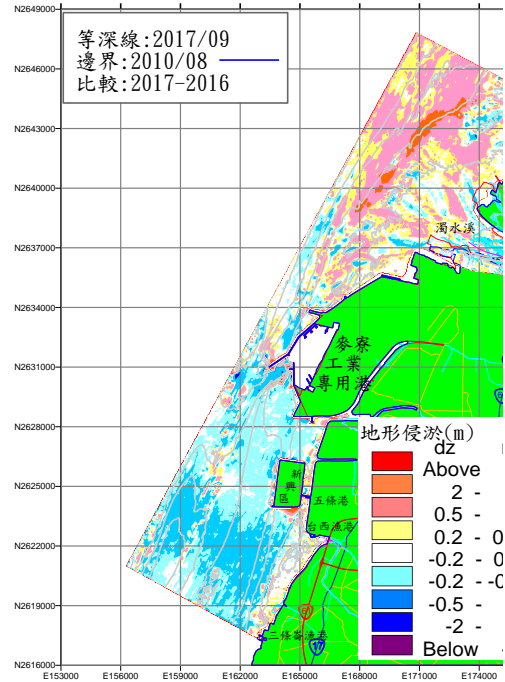 N2649000
等深線:2017/09
邊界:2010/08
比較:2017-2016
N2646000
N2643000
N2640000
濁水溪
N2637000
N2634000
麥寮
工業
專用港
N2631000
N2628000
地形侵淤(m)
dz
Above
2 -
0.5 -
0.2 - 0
-0.2 - 0
-0.2 - -0
-0.5 -
-2 -
Below -
新興區
N2625000
五條港
台西漁港
N2622000
N2619000
三條崙漁港
17
N2616000
E153000 E156000 E159000 E162000 E165000 E168000 E171000 E174000